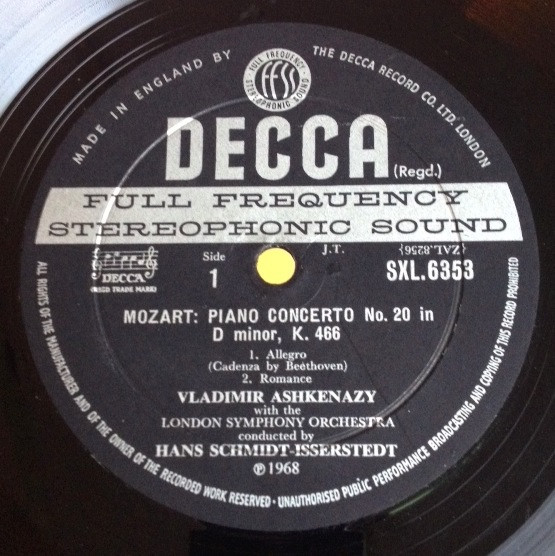 MADE IN ENGLAND BY
THE DECCA RECORD CO. LTD. LONDON
FULL FREQUENCY
ffss
STEREOPHONIC SOUND
DECCA (Regd.)
FULL FREQUENCY
STEREOPHONIC SOUND
DECCA
(REGD TRADE MARK)
Side
1
J.T.
{ZAL.8256}
SXL.6353
MOZART: PIANO CONCERTO No. 20 in
D minor, K. 466
1. Allegro
(Cadenza by Beethoven)
2. Romance
VLADIMIR ASHKENAZY
with the
LONDON SYMPHONY ORCHESTRA
conducted by
HANS SCHMIDT-ISSERSTEDT
℗1968
ALL RIGHTS OF THE MANUFACTURER AND OF THE OWNER OF THE RECORDED WORK RESERVED · UNAUTHORISED PUBLIC PERFORMANCE BROADCASTING AND COPYING OF THIS RECORD PROHIBITED